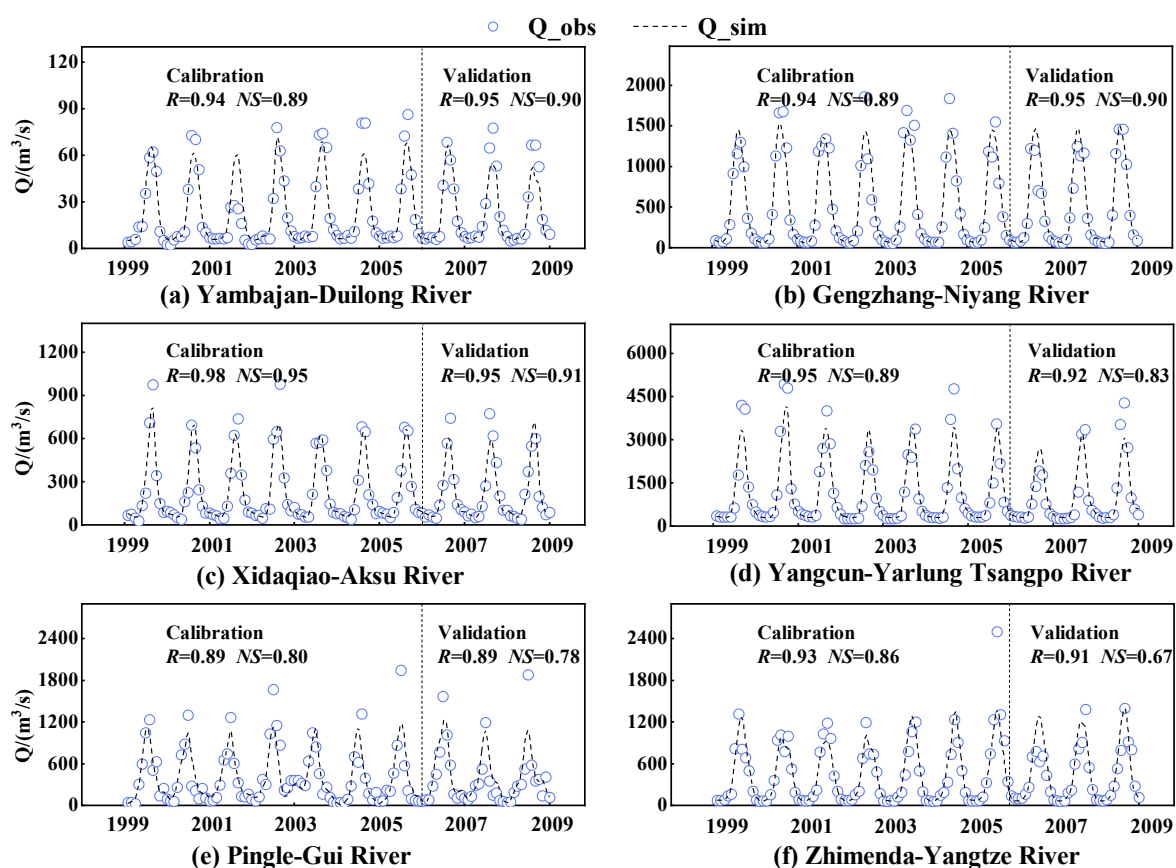 Q_obs Q_sim
120
90
60
30
0
Q/(m³/s)
Calibration
R=0.94 NS=0.89
Validation
R=0.95 NS=0.90
1999 2001 2003 2005 2007 2009
(a) Yambajan-Duilong River
2000
1500
1000
500
0
Calibration
R=0.94 NS=0.89
Validation
R=0.95 NS=0.90
1999 2001 2003 2005 2007 2009
(b) Gengzhang-Niyang River
1200
900
600
300
0
Q/(m³/s)
Calibration
R=0.98 NS=0.95
Validation
R=0.95 NS=0.91
1999 2001 2003 2005 2007 2009
(c) Xidaqiao-Aksu River
6000
4500
3000
1500
0
Calibration
R=0.95 NS=0.89
Validation
R=0.92 NS=0.83
1999 2001 2003 2005 2007 2009
(d) Yangcun-Yarlung Tsangpo River
2400
1800
1200
600
0
Q/(m³/s)
Calibration
R=0.89 NS=0.80
Validation
R=0.89 NS=0.78
1999 2001 2003 2005 2007 2009
(e) Pingle-Gui River
2400
1800
1200
600
0
Calibration
R=0.93 NS=0.86
Validation
R=0.91 NS=0.67
1999 2001 2003 2005 2007 2009
(f) Zhimenda-Yangtze River